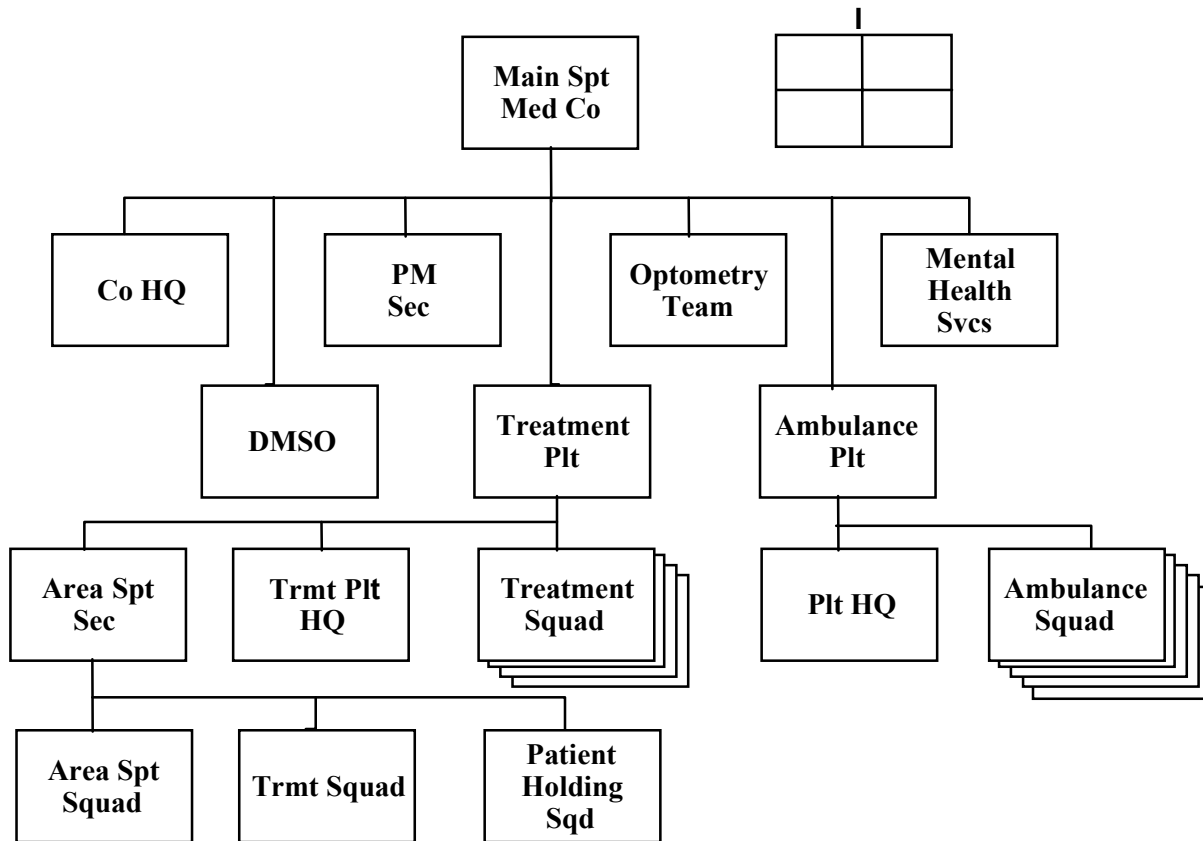 I
Main Spt
Med Co
Co HQ
PM
Sec
Optometry
Team
Mental
Health
Svcs
DMSO
Treatment
Plt
Ambulance
Plt
Area Spt
Sec
Trmt Plt
HQ
Treatment
Squad
Plt HQ
Ambulance
Squad
Area Spt
Squad
Trmt Squad
Patient
Holding
Sqd